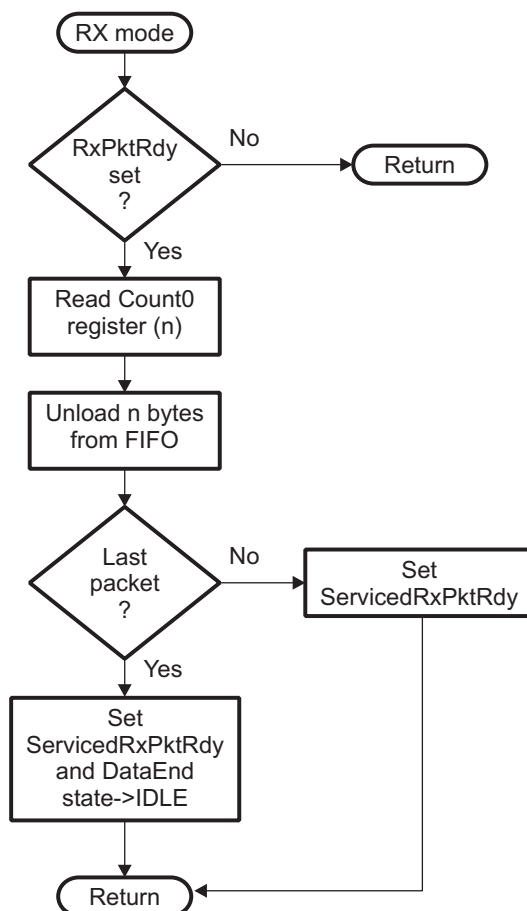 RX mode
RxPktRdy
set
?
No
Return
Yes
Read Count0
register (n)
Unload n bytes
from FIFO
Last
packet
?
No
Set
ServicedRxPktRdy
Yes
Set
ServicedRxPktRdy
and DataEnd
state->IDLE
Return